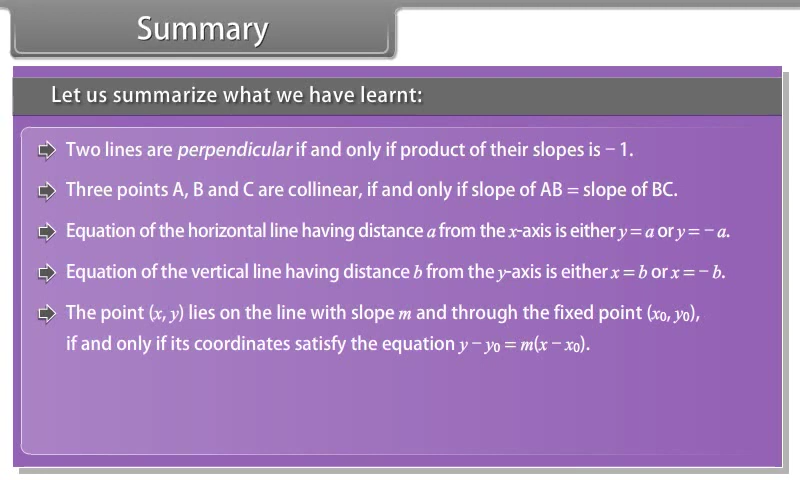 Summary
Let us summarize what we have learnt:
Two lines are perpendicular if and only if product of their slopes is − 1.
Three points A, B and C are collinear, if and only if slope of AB = slope of BC.
Equation of the horizontal line having distance a from the x-axis is either y = a or y = − a.
Equation of the vertical line having distance b from the y-axis is either x = b or x = − b.
The point (x, y) lies on the line with slope m and through the fixed point (x₀, y₀),
if and only if its coordinates satisfy the equation y − y₀ = m(x − x₀).